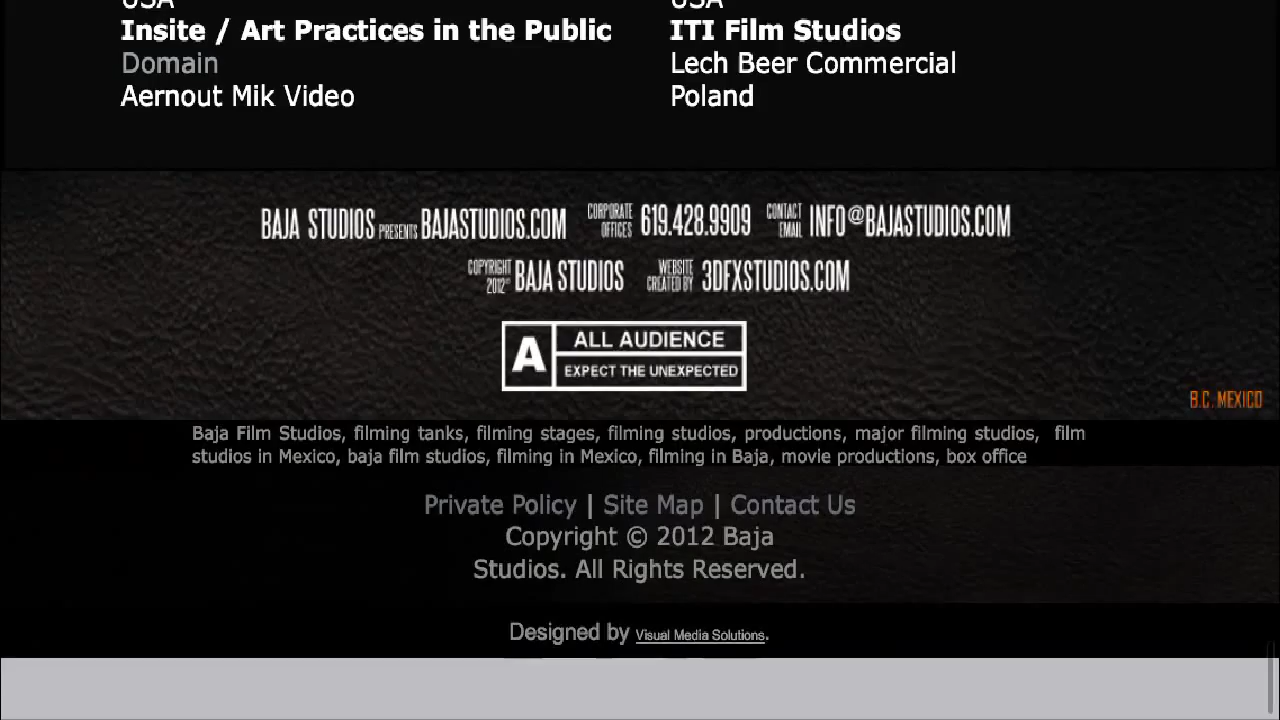 USA
Insite / Art Practices in the Public
Domain
Aernout Mik Video
USA
ITI Film Studios
Lech Beer Commercial
Poland
BAJA STUDIOS PRESENTS BAJASTUDIOS.COM CORPORATE OFFICES 619.428.9909 CONTACT EMAIL INFO@BAJASTUDIOS.COM
COPYRIGHT 2012 BAJA STUDIOS WEBSITE CREATED BY 3DFXSTUDIOS.COM
A ALL AUDIENCE
EXPECT THE UNEXPECTED
B.C. MEXICO
Baja Film Studios, filming tanks, filming stages, filming studios, productions, major filming studios, film
studios in Mexico, baja film studios, filming in Mexico, filming in Baja, movie productions, box office
Private Policy | Site Map | Contact Us
Copyright © 2012 Baja
Studios. All Rights Reserved.
Designed by Visual Media Solutions.